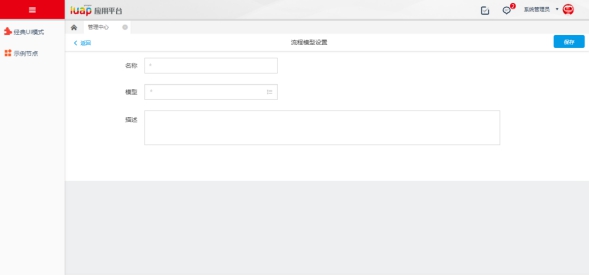 iuap 应用平台
2
系统管理员
经典UI模式
示例节点
管理中心
返回
流程模型设置
保存
名称
*
模型
*
描述